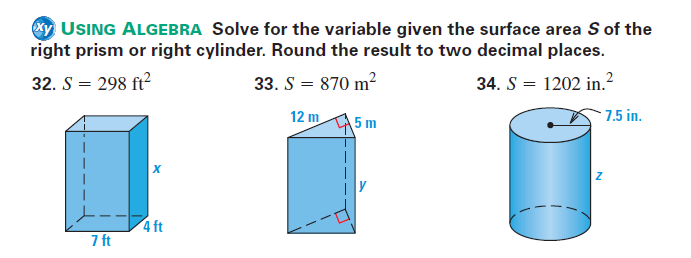 xy USING ALGEBRA Solve for the variable given the surface area S of the
right prism or right cylinder. Round the result to two decimal places.
32. S = 298 ft² 33. S = 870 m² 34. S = 1202 in.²
12 m 5 m 7.5 in.
x y z
4 ft
7 ft